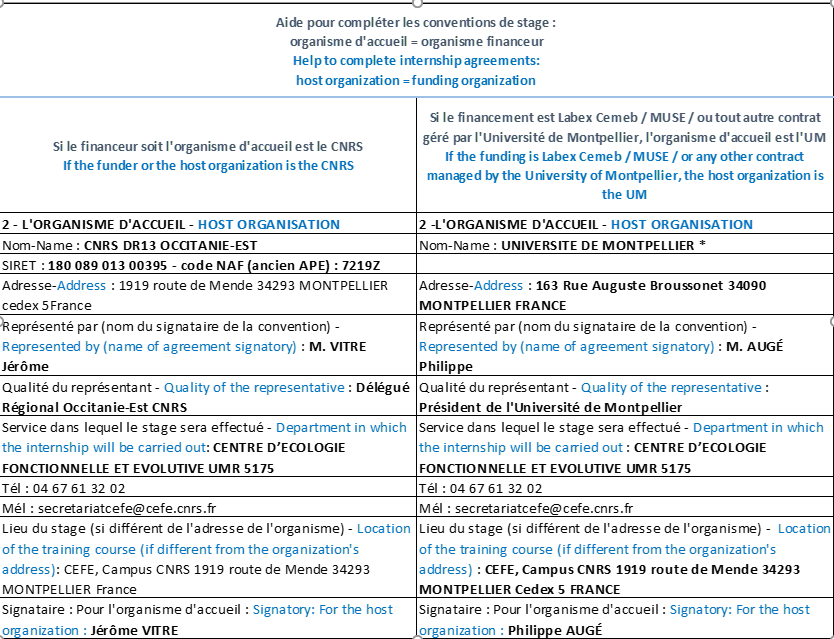 Aide pour compléter les conventions de stage :
organisme d'accueil = organisme financeur
Help to complete internship agreements:
host organization = funding organization
Si le financeur soit l'organisme d'accueil est le CNRS
If the funder or the host organization is the CNRS
Si le financement est Labex Cemeb / MUSE / ou tout autre contrat
géré par l'Université de Montpellier, l'organisme d'accueil est l'UM
If the funding is Labex Cemeb / MUSE / or any other contract
managed by the University of Montpellier, the host organization is
the UM
2 - L'ORGANISME D'ACCUEIL - HOST ORGANISATION
Nom-Name : CNRS DR13 OCCITANIE-EST
SIRET : 180 089 013 00395 - code NAF (ancien APE) : 7219Z
Adresse-Address : 1919 route de Mende 34293 MONTPELLIER
cedex 5France
Représenté par (nom du signataire de la convention) -
Represented by (name of agreement signatory) : M. VITRE
Jérôme
Qualité du représentant - Quality of the representative : Délégué
Régional Occitanie-Est CNRS
Service dans lequel le stage sera effectué - Department in which
the internship will be carried out: CENTRE D’ECOLOGIE
FONCTIONNELLE ET EVOLUTIVE UMR 5175
Tél : 04 67 61 32 02
Mél : secretariatcefe@cefe.cnrs.fr
Lieu du stage (si différent de l'adresse de l'organisme) - Location
of the training course (if different from the organization's
address): CEFE, Campus CNRS 1919 route de Mende 34293
MONTPELLIER France
Signataire : Pour l'organisme d'accueil : Signatory: For the host
organization : Jérôme VITRE
2 -L'ORGANISME D'ACCUEIL - HOST ORGANISATION
Nom-Name : UNIVERSITE DE MONTPELLIER *
Adresse-Address : 163 Rue Auguste Broussonet 34090
MONTPELLIER FRANCE
Représenté par (nom du signataire de la convention) -
Represented by (name of agreement signatory) : M. AUGÉ
Philippe
Qualité du représentant - Quality of the representative :
Président de l'Université de Montpellier
Service dans lequel le stage sera effectué - Department in which
the internship will be carried out : CENTRE D’ECOLOGIE
FONCTIONNELLE ET EVOLUTIVE UMR 5175
Tél : 04 67 61 32 02
Mél : secretariatcefe@cefe.cnrs.fr
Lieu du stage (si différent de l'adresse de l'organisme) - Location
of the training course (if different from the organization's
address) : CEFE, Campus CNRS 1919 route de Mende 34293
MONTPELLIER Cedex 5 FRANCE
Signataire : Pour l'organisme d'accueil : Signatory: For the host
organization : Philippe AUGÉ